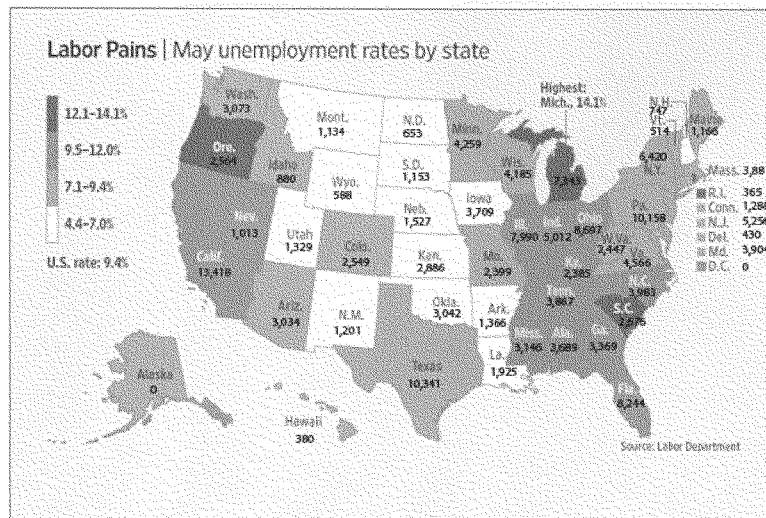 Labor Pains | May unemployment rates by state
12.1–14.1%
9.5–12.0%
7.1–9.4%
4.4–7.0%
U.S. rate: 9.4%
Highest:
Mich., 14.1%
Wash.
3,073
Ore.
2,564
Calif.
13,418
Nev.
1,013
Idaho
880
Mont.
1,134
Wyo.
588
Utah
1,329
Colo.
2,549
Ariz.
3,034
N.M.
1,201
N.D.
653
S.D.
1,153
Neb.
1,527
Kan.
2,886
Okla.
3,042
Texas
10,341
Minn.
4,259
Iowa
3,709
Mo.
2,399
Ark.
1,366
La.
1,925
Wis.
4,185
Ill.
7,990
Ind.
5,012
Ohio
8,697
Ky.
2,385
Tenn.
3,867
Miss.
3,146
Ala.
3,689
Ga.
3,369
Fla.
8,244
S.C.
2,676
3,983
Va.
4,566
W.Va.
2,447
Pa.
10,158
6,420
N.Y.
N.H.
747
Vt.
514
Maine
1,166
Mass. 3,88
R.I. 365
Conn. 1,288
N.J. 5,256
Del. 430
Md. 3,904
D.C. 0
Alaska
0
Hawaii
380
Source: Labor Department